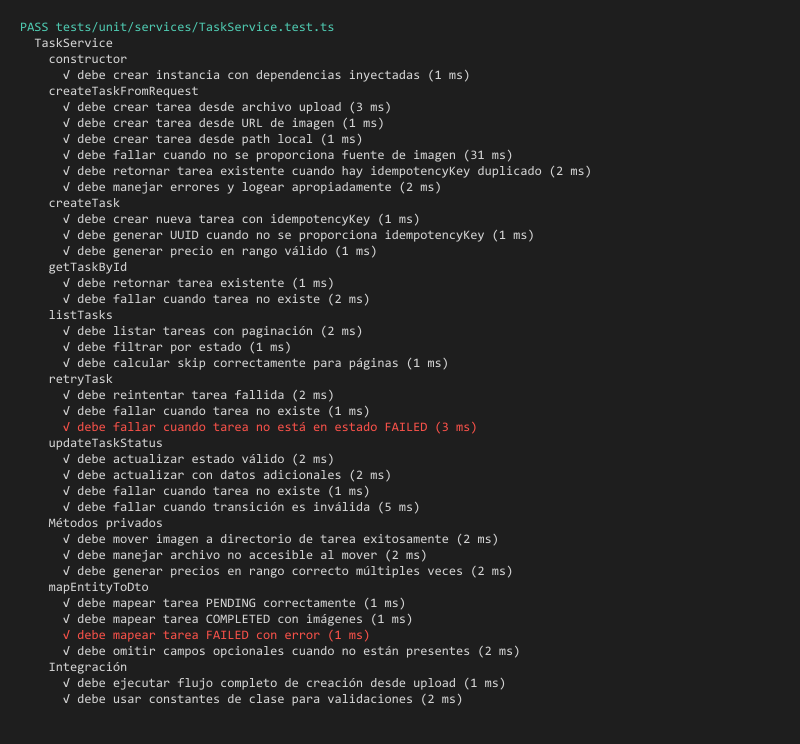 PASS tests/unit/services/TaskService.test.ts
TaskService
constructor
√ debe crear instancia con dependencias inyectadas (1 ms)
createTaskFromRequest
√ debe crear tarea desde archivo upload (3 ms)
√ debe crear tarea desde URL de imagen (1 ms)
√ debe crear tarea desde path local (1 ms)
√ debe fallar cuando no se proporciona fuente de imagen (31 ms)
√ debe retornar tarea existente cuando hay idempotencyKey duplicado (2 ms)
√ debe manejar errores y logear apropiadamente (2 ms)
createTask
√ debe crear nueva tarea con idempotencyKey (1 ms)
√ debe generar UUID cuando no se proporciona idempotencyKey (1 ms)
√ debe generar precio en rango válido (1 ms)
getTaskById
√ debe retornar tarea existente (1 ms)
√ debe fallar cuando tarea no existe (2 ms)
listTasks
√ debe listar tareas con paginación (2 ms)
√ debe filtrar por estado (1 ms)
√ debe calcular skip correctamente para páginas (1 ms)
retryTask
√ debe reintentar tarea fallida (2 ms)
√ debe fallar cuando tarea no existe (1 ms)
√ debe fallar cuando tarea no está en estado FAILED (3 ms)
updateTaskStatus
√ debe actualizar estado válido (2 ms)
√ debe actualizar con datos adicionales (2 ms)
√ debe fallar cuando tarea no existe (1 ms)
√ debe fallar cuando transición es inválida (5 ms)
Métodos privados
√ debe mover imagen a directorio de tarea exitosamente (2 ms)
√ debe manejar archivo no accesible al mover (2 ms)
√ debe generar precios en rango correcto múltiples veces (2 ms)
mapEntityToDto
√ debe mapear tarea PENDING correctamente (1 ms)
√ debe mapear tarea COMPLETED con imágenes (1 ms)
√ debe mapear tarea FAILED con error (1 ms)
√ debe omitir campos opcionales cuando no están presentes (2 ms)
Integración
√ debe ejecutar flujo completo de creación desde upload (1 ms)
√ debe usar constantes de clase para validaciones (2 ms)